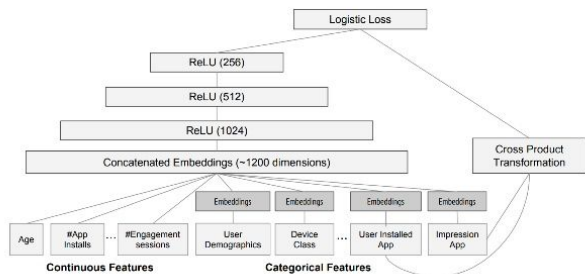 Logistic Loss
ReLU (256)
ReLU (512)
ReLU (1024)
Concatenated Embeddings (~1200 dimensions)
Cross Product
Transformation
Embeddings
Embeddings
Embeddings
Embeddings
Age
#App
Installs
...
#Engagement
sessions
User
Demographics
Device
Class
...
User Installed
App
Impression
App
Continuous Features
Categorical Features